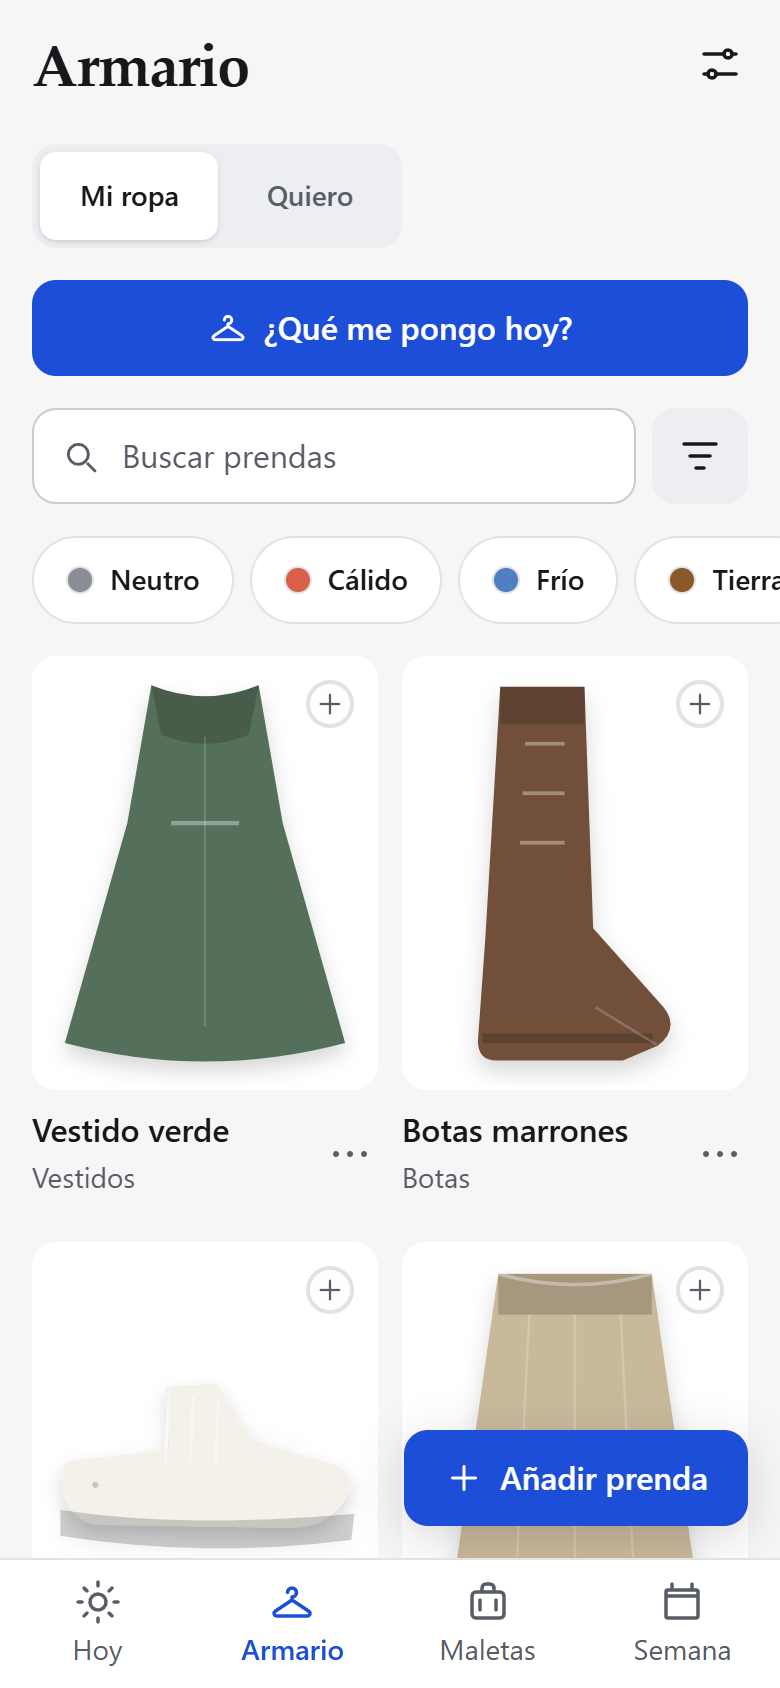 Armario
Mi ropa
Quiero
¿Qué me pongo hoy?
Buscar prendas
Neutro
Cálido
Frío
Tierra
Vestido verde
Vestidos
Botas marrones
Botas
Añadir prenda
Hoy
Armario
Maletas
Semana